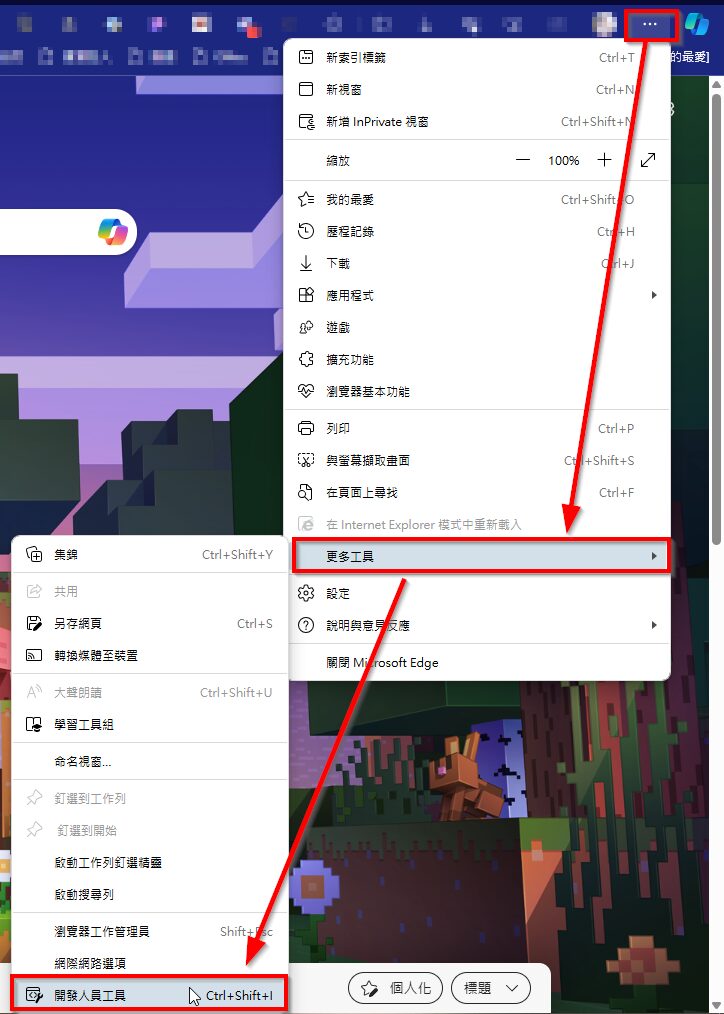 的最愛]
新索引標籤 Ctrl+T
新視窗 Ctrl+N
新增 InPrivate 視窗 Ctrl+Shift+N
縮放 — 100% +
我的最愛 Ctrl+Shift+O
歷程記錄 Ctrl+H
下載 Ctrl+J
應用程式
遊戲
擴充功能
瀏覽器基本功能
列印 Ctrl+P
與螢幕擷取畫面 Ctrl+Shift+S
在頁面上尋找 Ctrl+F
在 Internet Explorer 模式中重新載入
更多工具
設定
說明與意見反應
關閉 Microsoft Edge
集錦 Ctrl+Shift+Y
共用
另存網頁 Ctrl+S
轉換媒體至裝置
大聲朗讀 Ctrl+Shift+U
學習工具組
命名視窗...
釘選到工作列
釘選到開始
啟動工作列釘選精靈
啟動搜尋列
瀏覽器工作管理員 Shift+Esc
網際網路選項
開發人員工具 Ctrl+Shift+I
個人化
標題